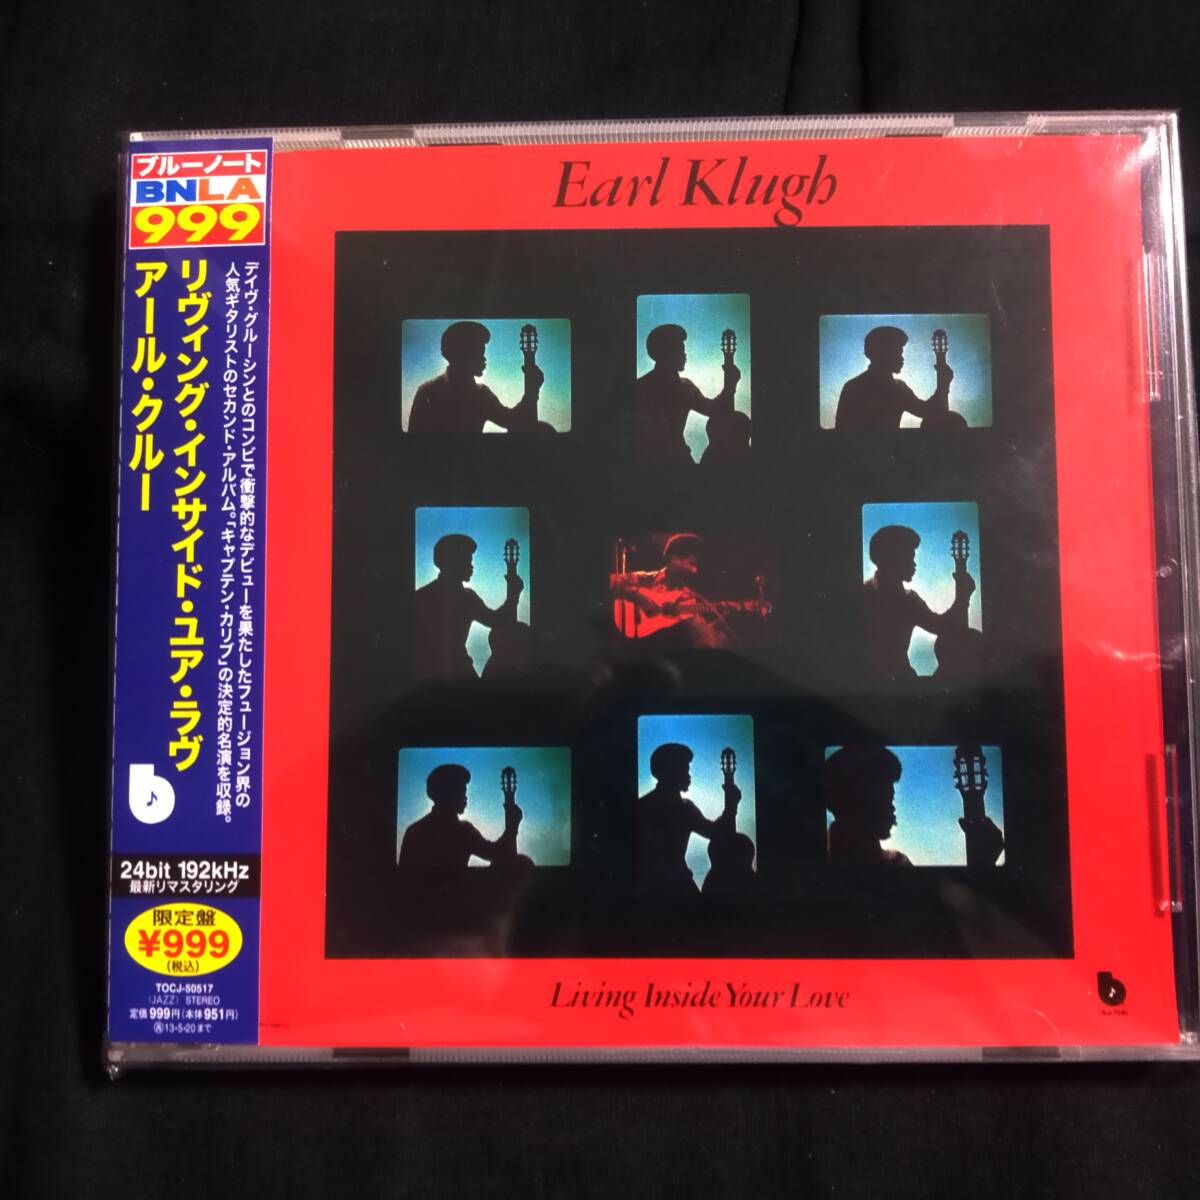 ブルーノート
BNLA
999
デイヴ・グルーシンとのコンビで衝撃的なデビューを果たしたフュージョン界の
人気ギタリストのセカンド・アルバム。「キャプテン・カリブ」の決定的名演を収録。
リヴィング・インサイド・ユア・ラヴ
アール・クルー
b
24bit 192kHz
最新リマスタリング
限定盤
¥999
(税込)
TOCJ-50517
(JAZZ) STEREO
定価999円(本体951円)
Ⓐ13・5・20まで
Earl Klugh
Living Inside Your Love
b